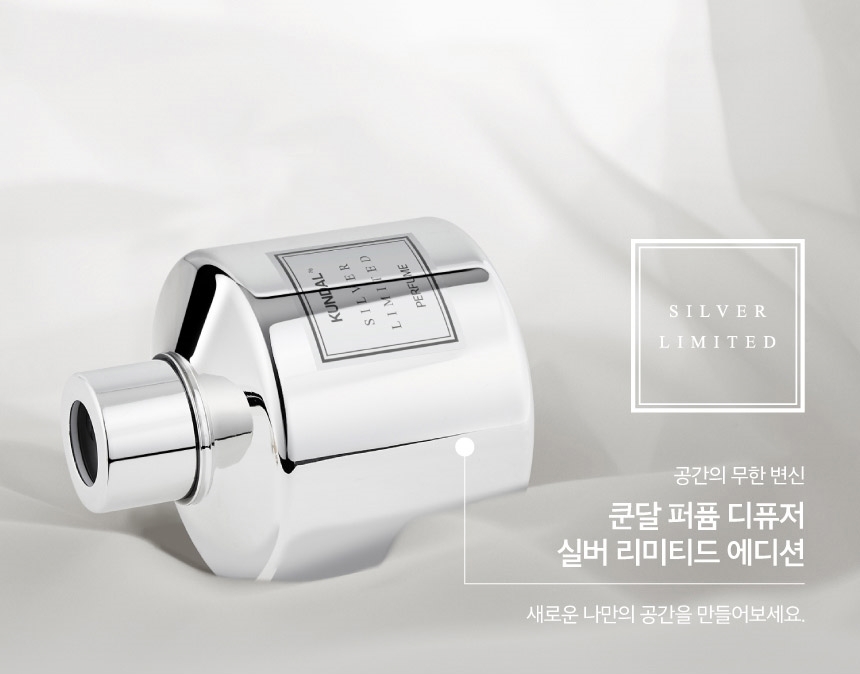 KUNDAL®
SILVER
LIMITED
PERFUME
SILVER
LIMITED
공간의 무한 변신
쿤달 퍼퓸 디퓨저
실버 리미티드 에디션
새로운 나만의 공간을 만들어보세요.